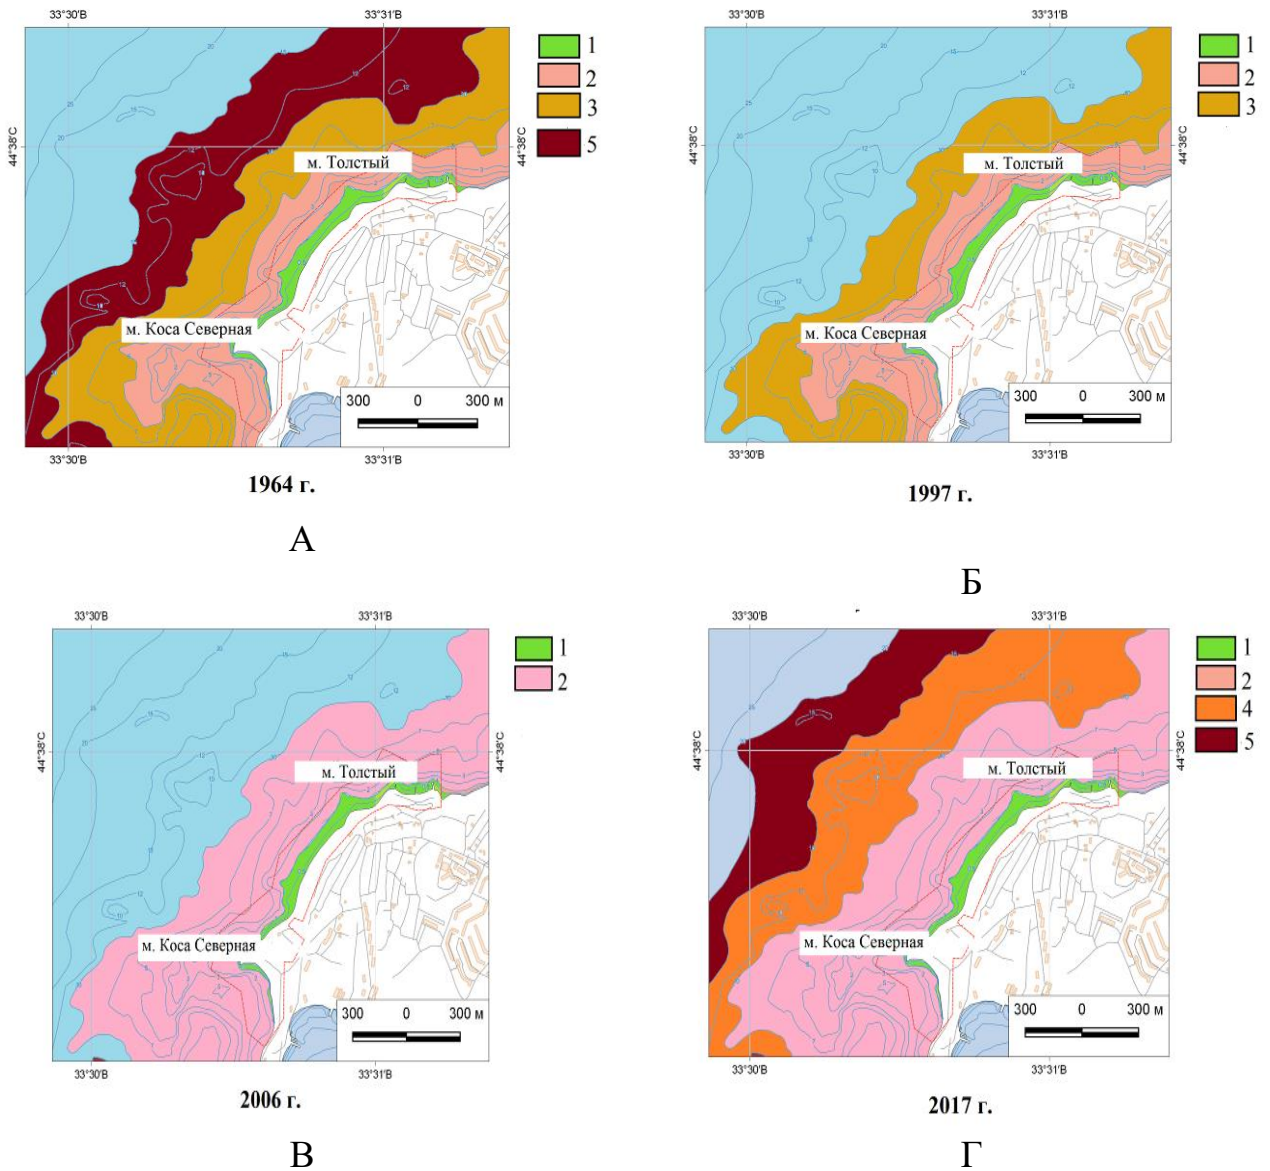 33°30'В 33°31'В
44°38'С
1
2
3
5
м. Толстый
м. Коса Северная
300 0 300 м
33°30'В 33°31'В
1964 г.
А
33°30'В 33°31'В
44°38'С 44°38'С
1
2
3
м. Толстый
м. Коса Северная
300 0 300 м
33°30'В 33°31'В
1997 г.
Б
33°30'В 33°31'В
44°38'С 44°38'С
1
2
м. Толстый
м. Коса Северная
300 0 300 м
33°30'В 33°31'В
2006 г.
В
33°30'В 33°31'В
44°38'С
1
2
4
5
м. Толстый
м. Коса Северная
300 0 300 м
33°30'В 33°31'В
2017 г.
Г